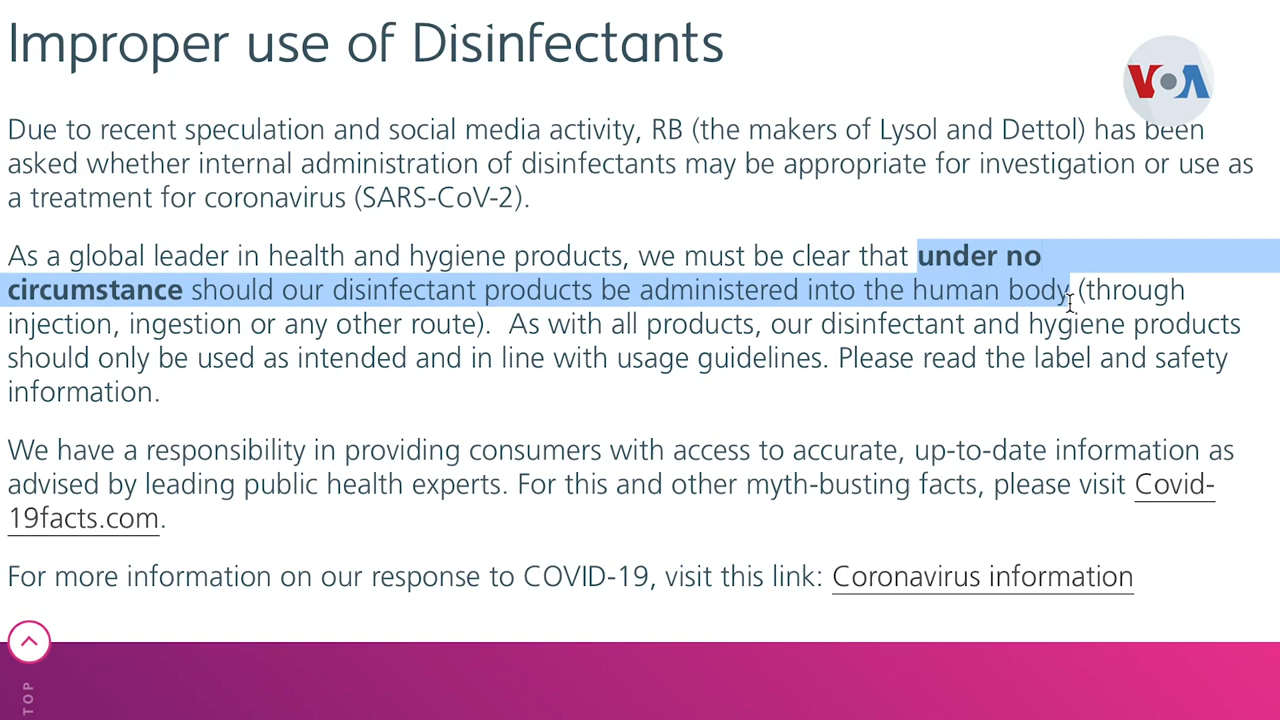 Improper use of Disinfectants
VOA
Due to recent speculation and social media activity, RB (the makers of Lysol and Dettol) has been
asked whether internal administration of disinfectants may be appropriate for investigation or use as
a treatment for coronavirus (SARS-CoV-2).
As a global leader in health and hygiene products, we must be clear that under no
circumstance should our disinfectant products be administered into the human body (through
injection, ingestion or any other route).  As with all products, our disinfectant and hygiene products
should only be used as intended and in line with usage guidelines. Please read the label and safety
information.
We have a responsibility in providing consumers with access to accurate, up-to-date information as
advised by leading public health experts. For this and other myth-busting facts, please visit Covid-
19facts.com.
For more information on our response to COVID-19, visit this link: Coronavirus information
TOP